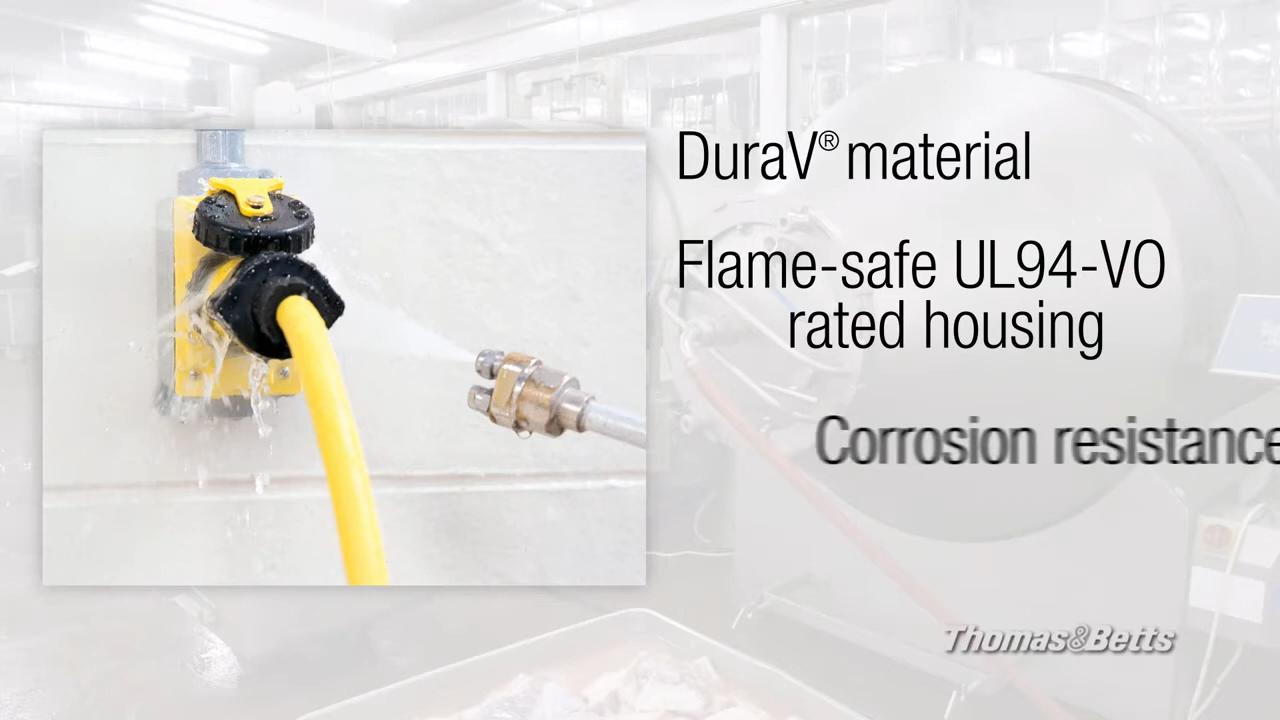 DuraV® material
Flame-safe UL94-VO
rated housing
Corrosion resistance
Thomas&Betts